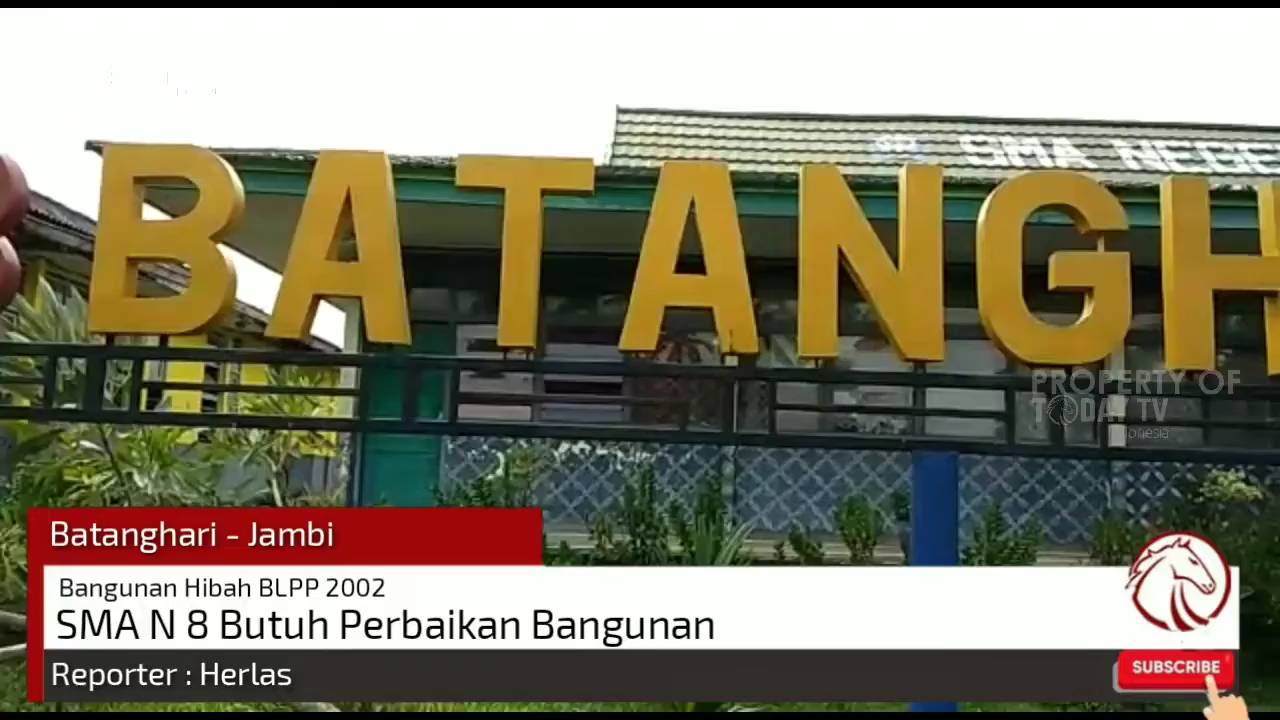 SMA NEGE
BATANGH
PROPERTY OF
TODAY TV
onesia
Batanghari - Jambi
Bangunan Hibah BLPP 2002
SMA N 8 Butuh Perbaikan Bangunan
Reporter : Herlas
SUBSCRIBE